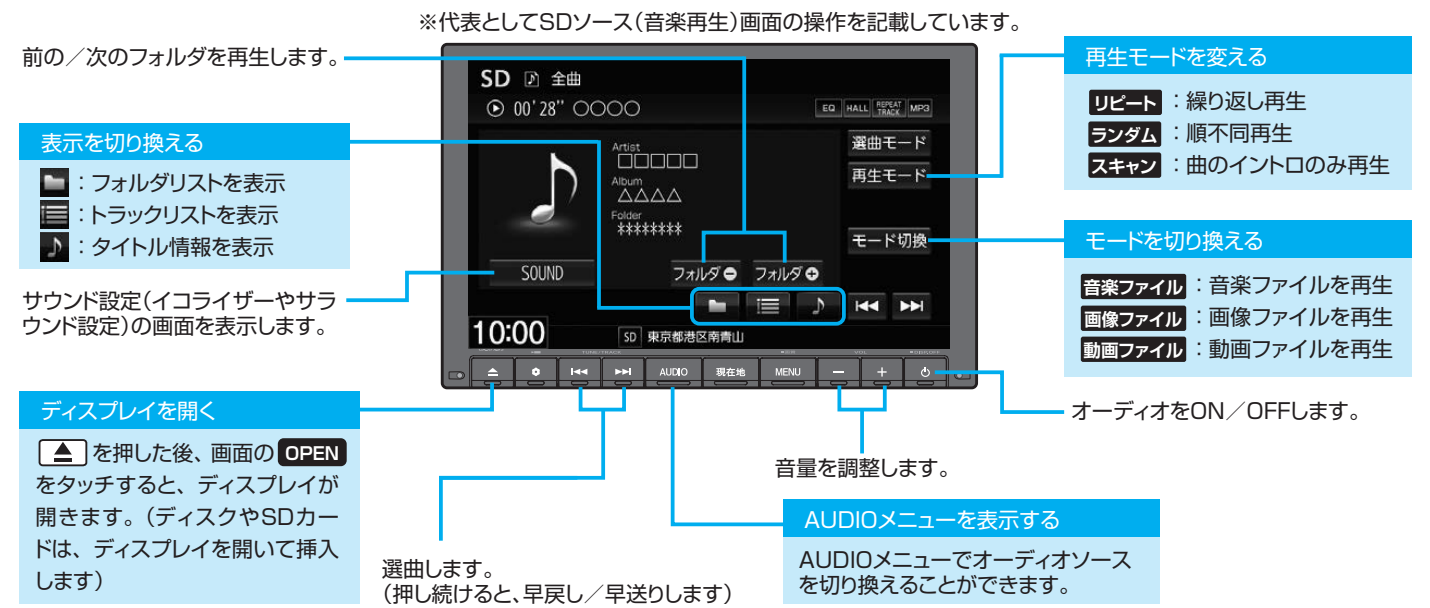 ※代表としてSDソース(音楽再生)画面の操作を記載しています。
前の／次のフォルダを再生します。
表示を切り換える
：フォルダリストを表示
：トラックリストを表示
：タイトル情報を表示
サウンド設定(イコライザーやサラ
ウンド設定)の画面を表示します。
ディスプレイを開く
を押した後、画面の OPEN
をタッチすると、ディスプレイが
開きます。(ディスクやSDカー
ドは、ディスプレイを開いて挿入
します)
SD 全曲
00'28'' ○○○○
EQ HALL REPEAT TRACK MP3
Artist
□□□□□
Album
△△△△
Folder
********
選曲モード
再生モード
モード切換
SOUND
フォルダ－ フォルダ＋
10:00
SD 東京都港区南青山
TUNE/TRACK
VOL
AUDIO 現在地 MENU － ＋
選曲します。
(押し続けると、早戻し／早送りします)
音量を調整します。
AUDIOメニューを表示する
AUDIOメニューでオーディオソース
を切り換えることができます。
再生モードを変える
リピート ：繰り返し再生
ランダム ：順不同再生
スキャン ：曲のイントロのみ再生
モードを切り換える
音楽ファイル ：音楽ファイルを再生
画像ファイル ：画像ファイルを再生
動画ファイル ：動画ファイルを再生
オーディオをON／OFFします。